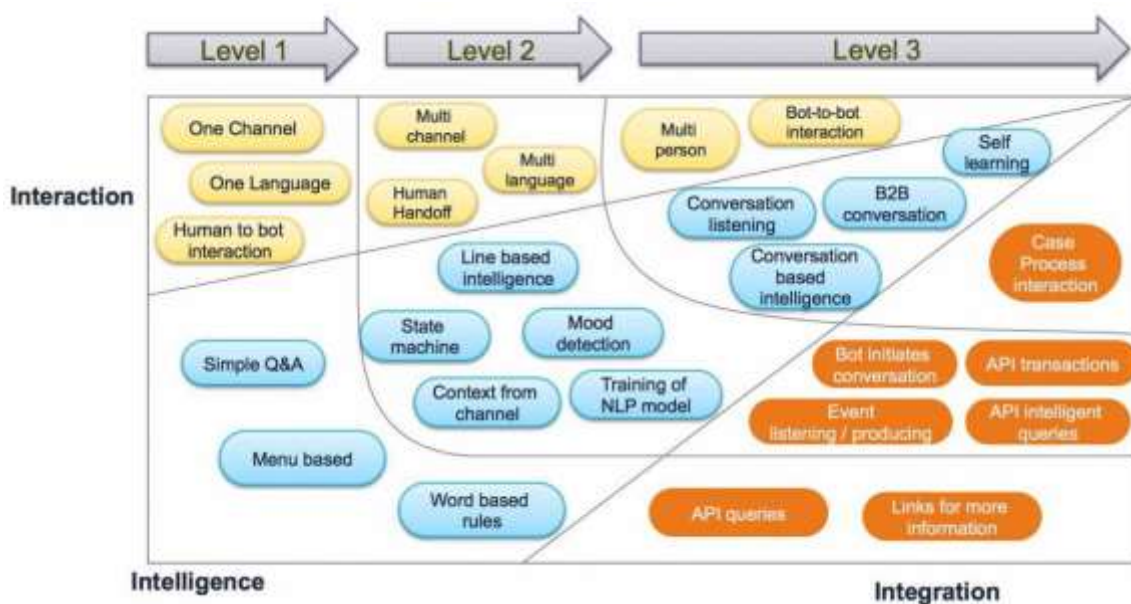 Level 1
Level 2
Level 3
One Channel
One Language
Human to bot
interaction
Multi
channel
Multi
language
Human
Handoff
Multi
person
Bot-to-bot
interaction
Interaction
Self
learning
Conversation
listening
B2B
conversation
Conversation
based
intelligence
Line based
intelligence
State
machine
Mood
detection
Context from
channel
Training of
NLP model
Simple Q&A
Menu based
Word based
rules
Case
Process
interaction
Bot initiates
conversation
API transactions
Event
listening / producing
API intelligent
queries
API queries
Links for more
information
Intelligence
Integration